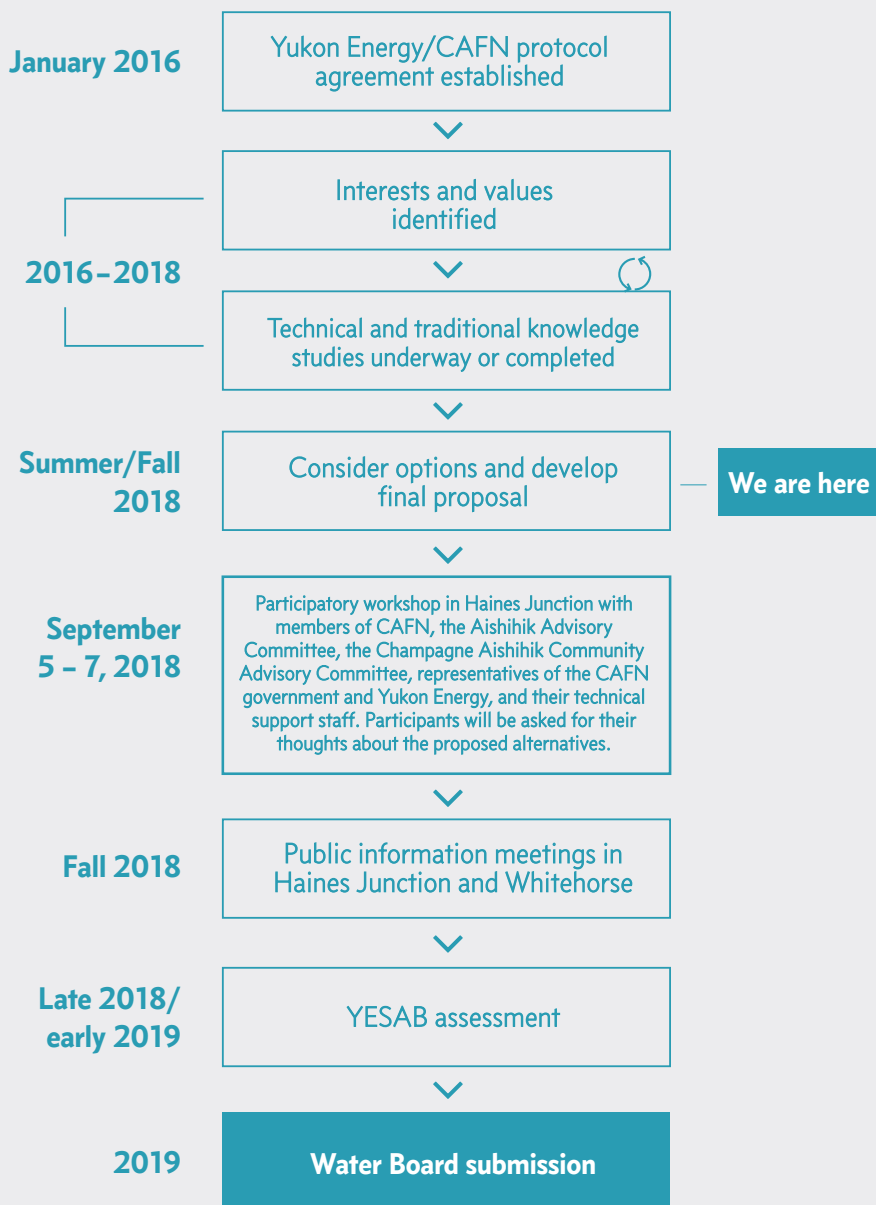 January 2016
Yukon Energy/CAFN protocol
agreement established
Interests and values
identified
2016–2018
Technical and traditional knowledge
studies underway or completed
Summer/Fall
2018
Consider options and develop
final proposal
We are here
September
5 – 7, 2018
Participatory workshop in Haines Junction with
members of CAFN, the Aishihik Advisory
Committee, the Champagne Aishihik Community
Advisory Committee, representatives of the CAFN
government and Yukon Energy, and their technical
support staff. Participants will be asked for their
thoughts about the proposed alternatives.
Fall 2018
Public information meetings in
Haines Junction and Whitehorse
Late 2018/
early 2019
YESAB assessment
2019
Water Board submission